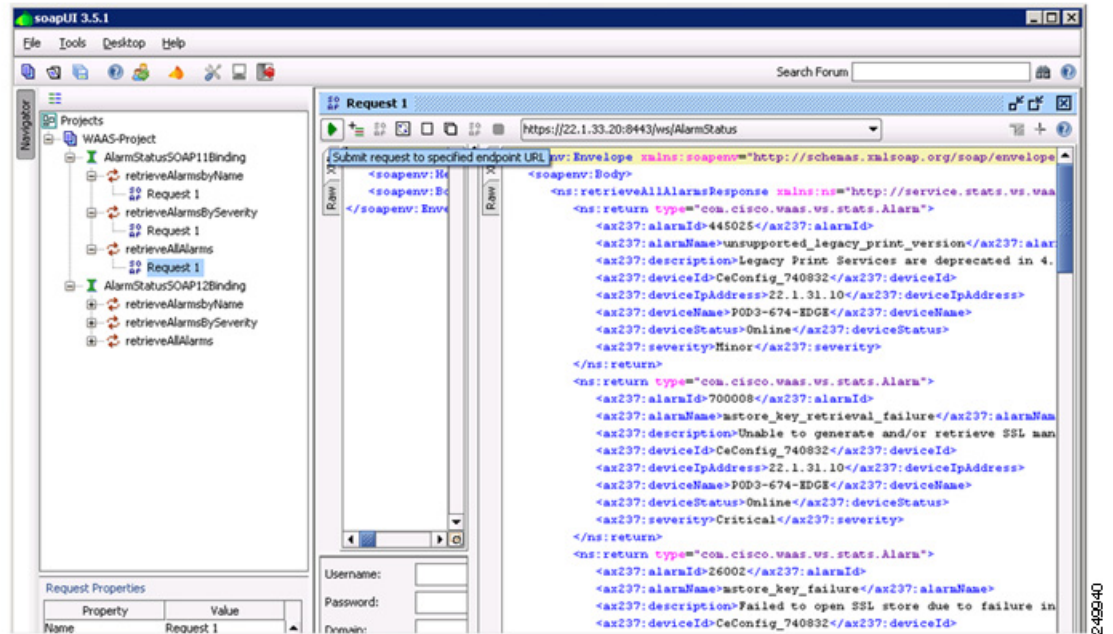 soapUI 3.5.1
File Tools Desktop Help
Search Forum
Navigator
Projects
WAAS-Project
AlarmStatusSOAP11Binding
retrieveAlarmsbyName
Request 1
retrieveAlarmsBySeverity
Request 1
retrieveAllAlarms
Request 1
AlarmStatusSOAP12Binding
retrieveAlarmsbyName
retrieveAlarmsBySeverity
retrieveAllAlarms
Request Properties
Property Value
Name Request 1
Request 1
https://22.1.33.20:8443/ws/AlarmStatus
Submit request to specified endpoint URL
<soapenv:He
<soapenv:Bo
</soapenv:Enve
Raw
Username:
Password:
Domain:
Raw
nv:Envelope xmlns:soapenv="http://schemas.xmlsoap.org/soap/envelope
<soapenv:Body>
<ns:retrieveAllAlarmsResponse xmlns:ns="http://service.stats.ws.waa
<ns:return type="com.cisco.waas.ws.stats.Alarm">
<ax237:alarmId>445025</ax237:alarmId>
<ax237:alarmName>unsupported_legacy_print_version</ax237:alar
<ax237:description>Legacy Print Services are deprecated in 4.
<ax237:deviceId>CeConfig_740832</ax237:deviceId>
<ax237:deviceIpAddress>22.1.31.10</ax237:deviceIpAddress>
<ax237:deviceName>POD3-674-EDGE</ax237:deviceName>
<ax237:deviceStatus>Online</ax237:deviceStatus>
<ax237:severity>Minor</ax237:severity>
</ns:return>
<ns:return type="com.cisco.waas.ws.stats.Alarm">
<ax237:alarmId>700008</ax237:alarmId>
<ax237:alarmName>mstore_key_retrieval_failure</ax237:alarmNam
<ax237:description>Unable to generate and/or retrieve SSL man
<ax237:deviceId>CeConfig_740832</ax237:deviceId>
<ax237:deviceIpAddress>22.1.31.10</ax237:deviceIpAddress>
<ax237:deviceName>POD3-674-EDGE</ax237:deviceName>
<ax237:deviceStatus>Online</ax237:deviceStatus>
<ax237:severity>Critical</ax237:severity>
</ns:return>
<ns:return type="com.cisco.waas.ws.stats.Alarm">
<ax237:alarmId>26002</ax237:alarmId>
<ax237:alarmName>mstore_key_failure</ax237:alarmName>
<ax237:description>Failed to open SSL store due to failure in
<ax237:deviceId>CeConfig_740832</ax237:deviceId>
249940